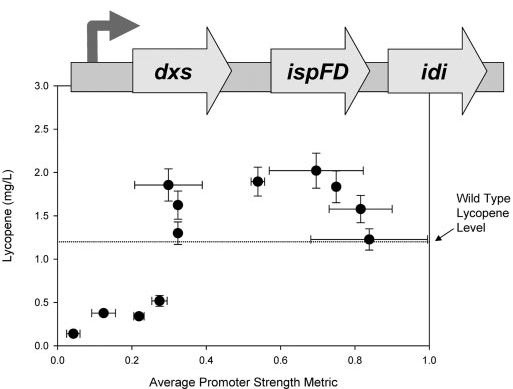 dxs ispFD idi
3.0
2.5
2.0
1.5
1.0
0.5
0.0
Lycopene (mg/L)
Wild Type
Lycopene
Level
0.0 0.2 0.4 0.6 0.8 1.0
Average Promoter Strength Metric